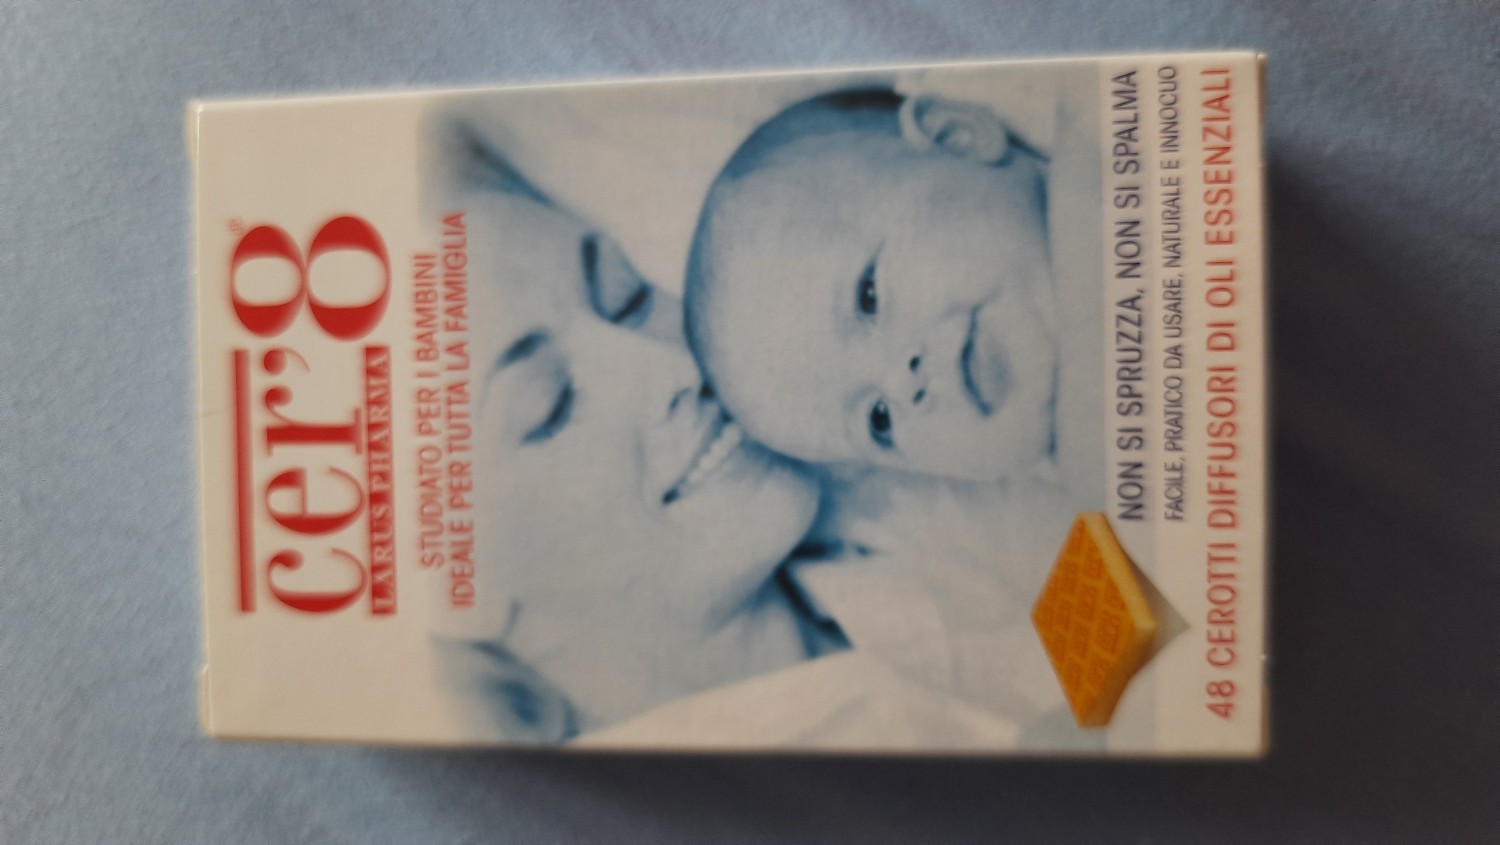 cer'8®
LARUS PHARMA
STUDIATO PER I BAMBINI
IDEALE PER TUTTA LA FAMIGLIA
NON SI SPRUZZA, NON SI SPALMA
FACILE, PRATICO DA USARE, NATURALE E INNOCUO
48 CEROTTI DIFFUSORI DI OLI ESSENZIALI